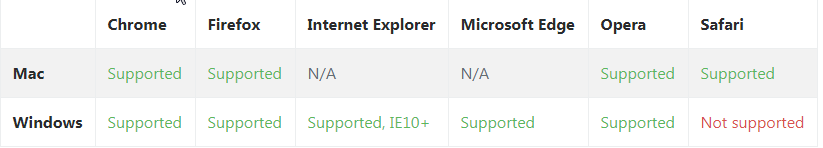 Chrome Firefox Internet Explorer Microsoft Edge Opera Safari
Mac Supported Supported N/A N/A Supported Supported
Windows Supported Supported Supported, IE10+ Supported Supported Not supported